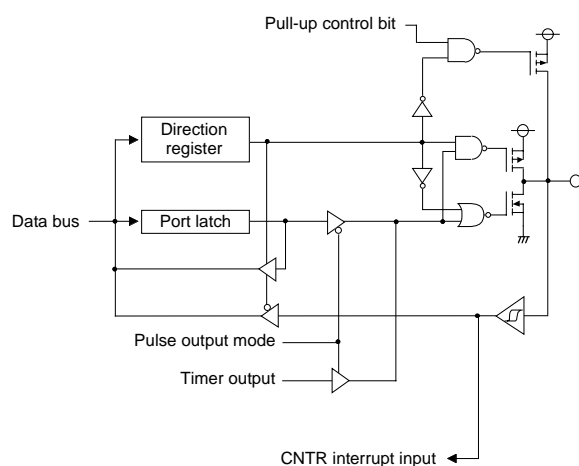 Pull-up control bit
Direction
register
Data bus
Port latch
Pulse output mode
Timer output
CNTR interrupt input